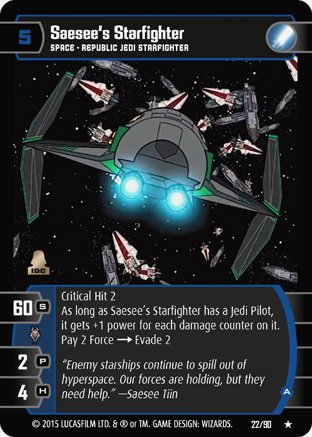 5
Saesee's Starfighter
SPACE - REPUBLIC JEDI STARFIGHTER
IDC
60 S
2 P
4 H
Critical Hit 2
As long as Saesee's Starfighter has a Jedi Pilot,
it gets +1 power for each damage counter on it.
Pay 2 Force → Evade 2
"Enemy starships continue to spill out of
hyperspace. Our forces are holding, but they
need help." —Saesee Tiin
A
© 2015 LUCASFILM LTD. & ® or TM. GAME DESIGN: WIZARDS.
22/90 ★